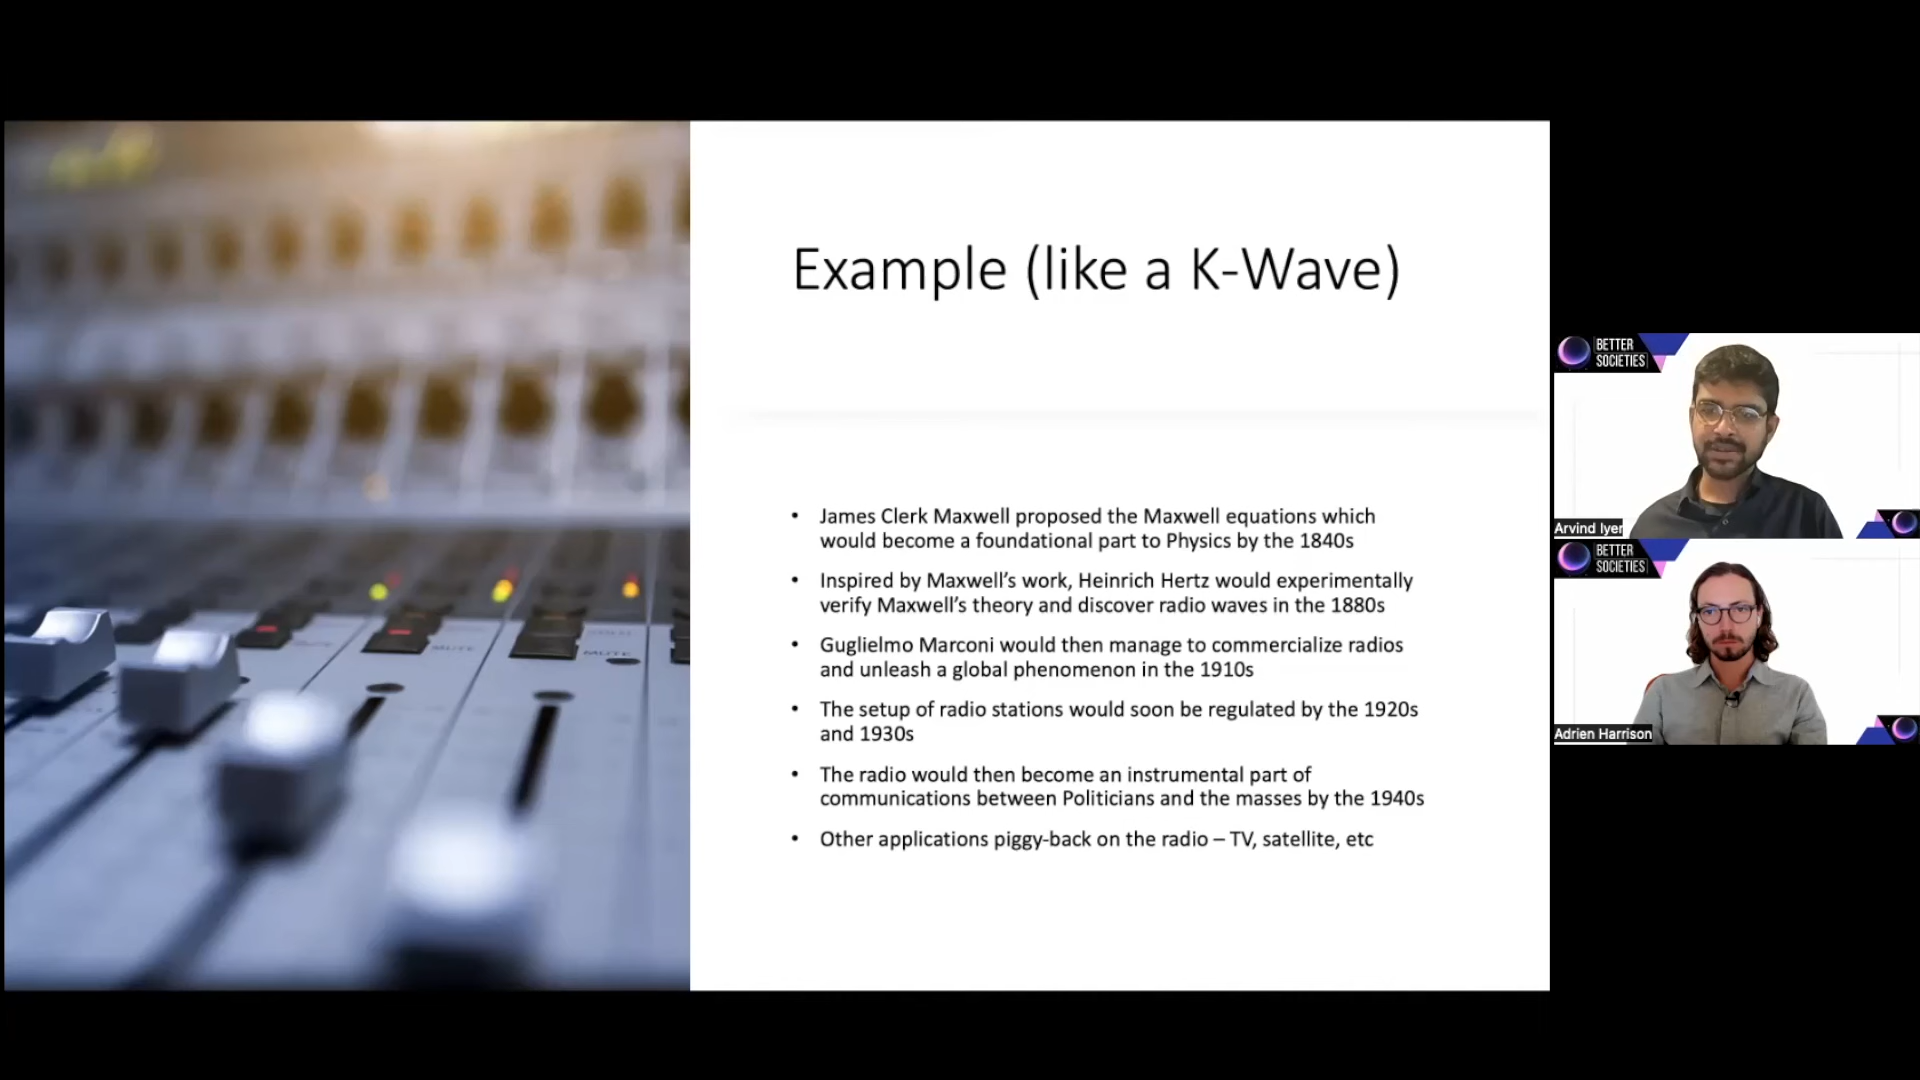 Example (like a K-Wave)
• James Clerk Maxwell proposed the Maxwell equations which
would become a foundational part to Physics by the 1840s
• Inspired by Maxwell's work, Heinrich Hertz would experimentally
verify Maxwell's theory and discover radio waves in the 1880s
• Guglielmo Marconi would then manage to commercialize radios
and unleash a global phenomenon in the 1910s
• The setup of radio stations would soon be regulated by the 1920s
and 1930s
• The radio would then become an instrumental part of
communications between Politicians and the masses by the 1940s
• Other applications piggy-back on the radio – TV, satellite, etc
MUTE
MUTE
BETTER
SOCIETIES
Arvind Iyer
BETTER
SOCIETIES
Adrien Harrison